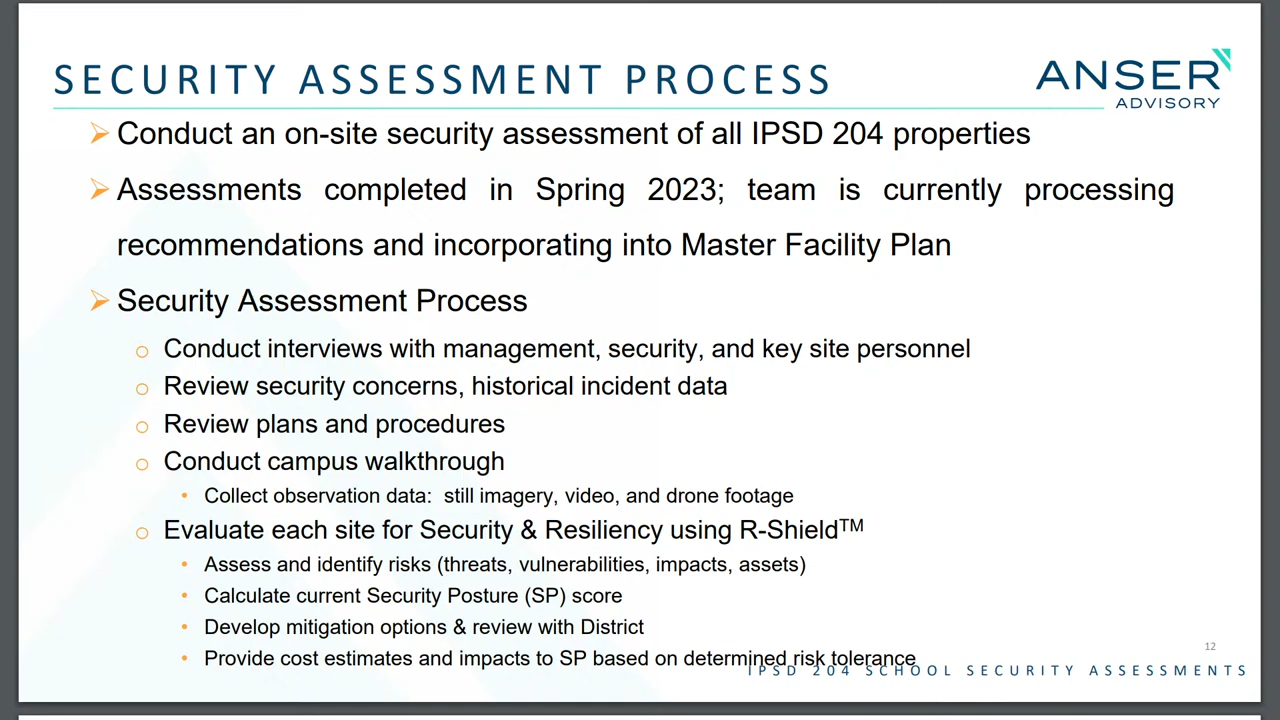 SECURITY ASSESSMENT PROCESS
ANSER
ADVISORY
Conduct an on-site security assessment of all IPSD 204 properties
Assessments completed in Spring 2023; team is currently processing
recommendations and incorporating into Master Facility Plan
Security Assessment Process
Conduct interviews with management, security, and key site personnel
Review security concerns, historical incident data
Review plans and procedures
Conduct campus walkthrough
Collect observation data:  still imagery, video, and drone footage
Evaluate each site for Security & Resiliency using R-Shield™
Assess and identify risks (threats, vulnerabilities, impacts, assets)
Calculate current Security Posture (SP) score
Develop mitigation options & review with District
Provide cost estimates and impacts to SP based on determined risk tolerance
12
IPSD 204 SCHOOL SECURITY ASSESSMENTS